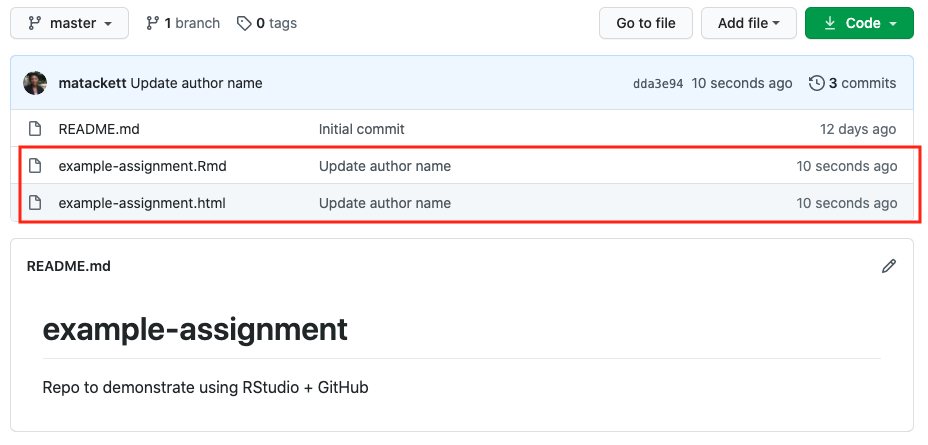 master 1 branch 0 tags Go to file Add file Code
matackett Update author name dda3e94 10 seconds ago 3 commits
README.md Initial commit 12 days ago
example-assignment.Rmd Update author name 10 seconds ago
example-assignment.html Update author name 10 seconds ago
README.md
example-assignment
Repo to demonstrate using RStudio + GitHub